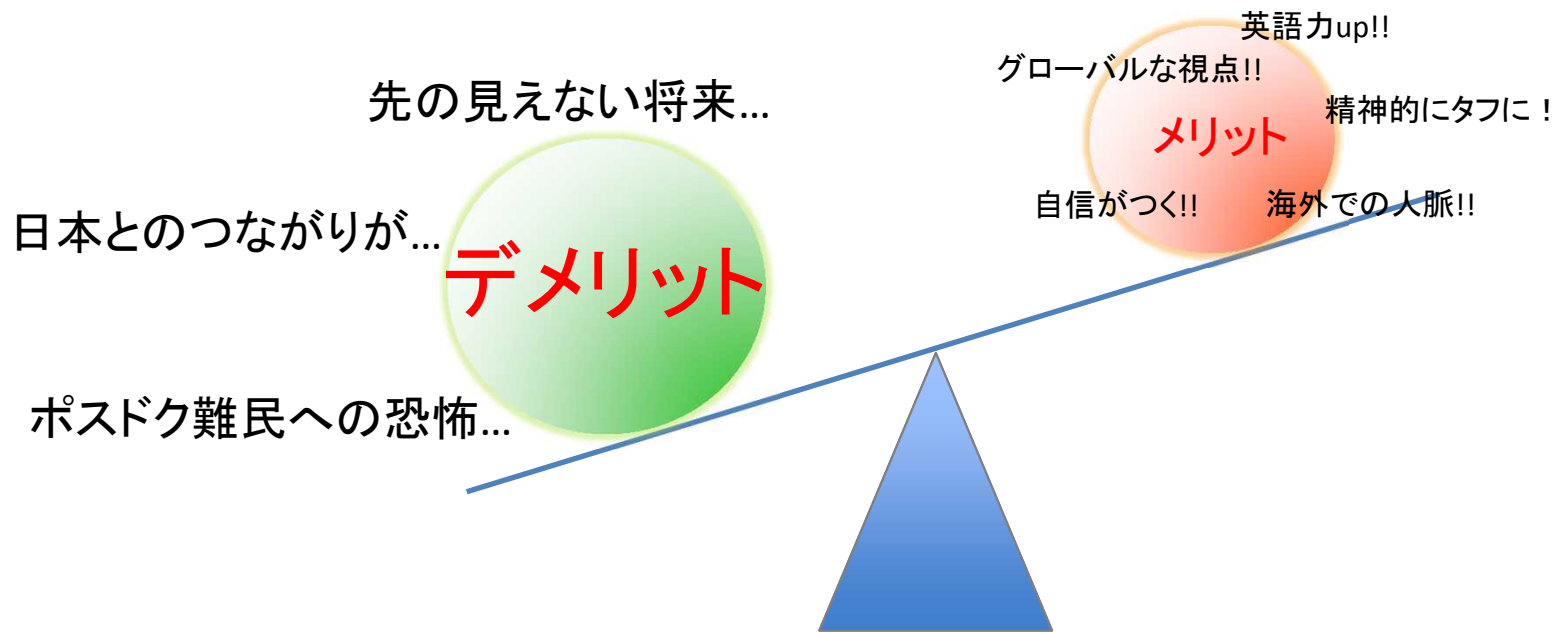 先の見えない将来...
日本とのつながりが...
デメリット
ポスドク難民への恐怖...
英語力up!!
グローバルな視点!!
精神的にタフに！
メリット
自信がつく!!
海外での人脈!!